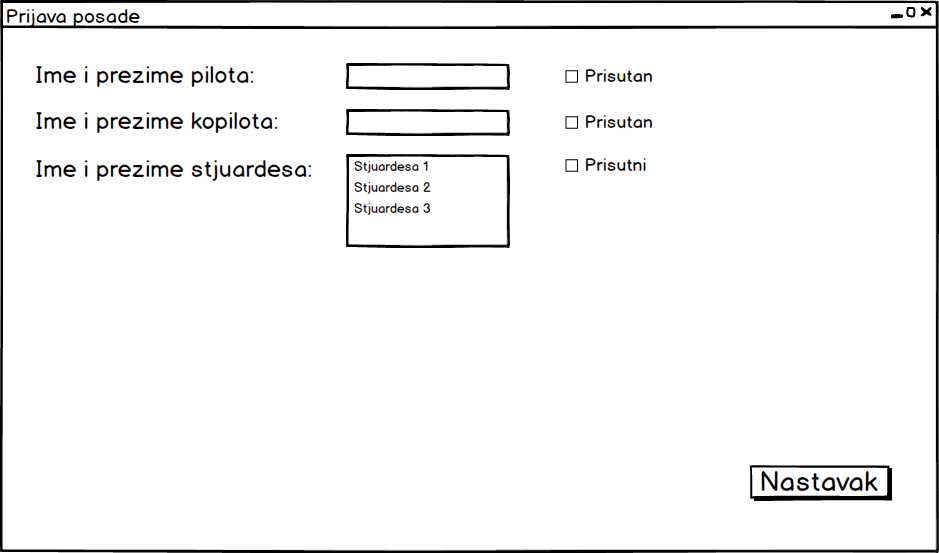 Prijava posade
Ime i prezime pilota:
Prisutan
Ime i prezime kopilota:
Prisutan
Ime i prezime stjuardesa:
Stjuardesa 1
Stjuardesa 2
Stjuardesa 3
Prisutni
Nastavak